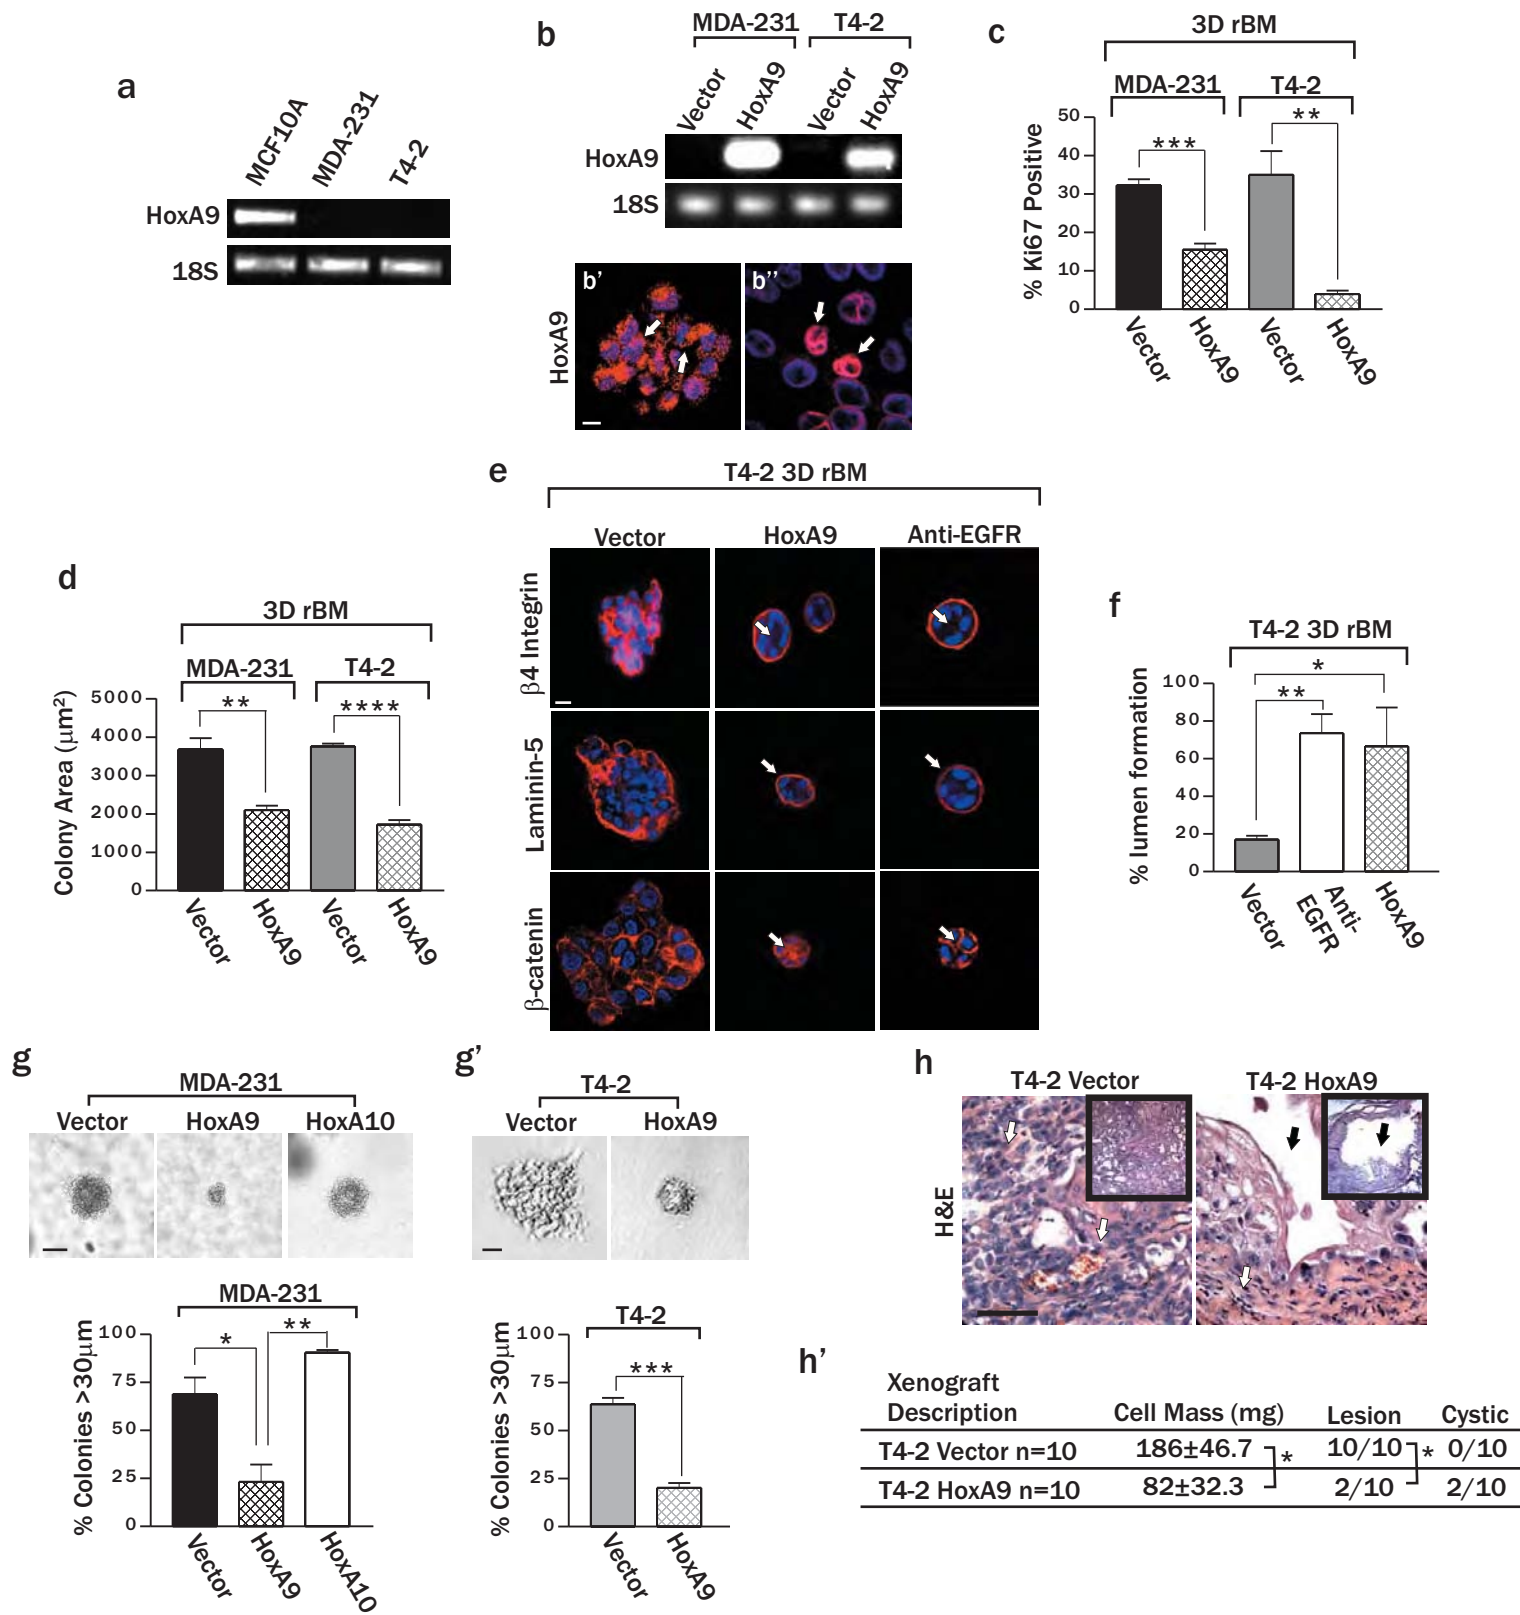 a
MCF10A
MDA-231
T4-2
HoxA9
18S
b
MDA-231 T4-2
Vector
HoxA9
Vector
HoxA9
HoxA9
18S
b' b''
HoxA9
c
3D rBM
MDA-231 T4-2
*** **
% Ki67 Positive
50
40
30
20
10
0
Vector
HoxA9
Vector
HoxA9
d
3D rBM
MDA-231 T4-2
** ****
Colony Area (μm²)
5000
4000
3000
2000
1000
0
Vector
HoxA9
Vector
HoxA9
e
T4-2 3D rBM
Vector HoxA9 Anti-EGFR
β4 Integrin
Laminin-5
β-catenin
f
T4-2 3D rBM
*
**
% lumen formation
100
80
60
40
20
0
Vector
Anti-
EGFR
HoxA9
g
MDA-231
Vector HoxA9 HoxA10
MDA-231
* **
% Colonies >30μm
100
75
50
25
0
Vector
HoxA9
HoxA10
g'
T4-2
Vector HoxA9
T4-2
***
% Colonies >30μm
100
75
50
25
0
Vector
HoxA9
h
T4-2 Vector T4-2 HoxA9
H&E
h'
Xenograft
Description Cell Mass (mg) Lesion Cystic
T4-2 Vector n=10 186±46.7 * 10/10 * 0/10
T4-2 HoxA9 n=10 82±32.3 2/10 2/10